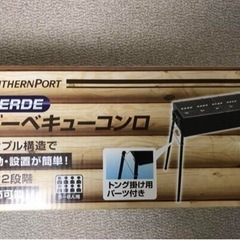 THERNPORT
ERDE
ーベキューコンロ
ブル構造で
・設置が簡単！
2段階
トング掛け用
パーツ付き